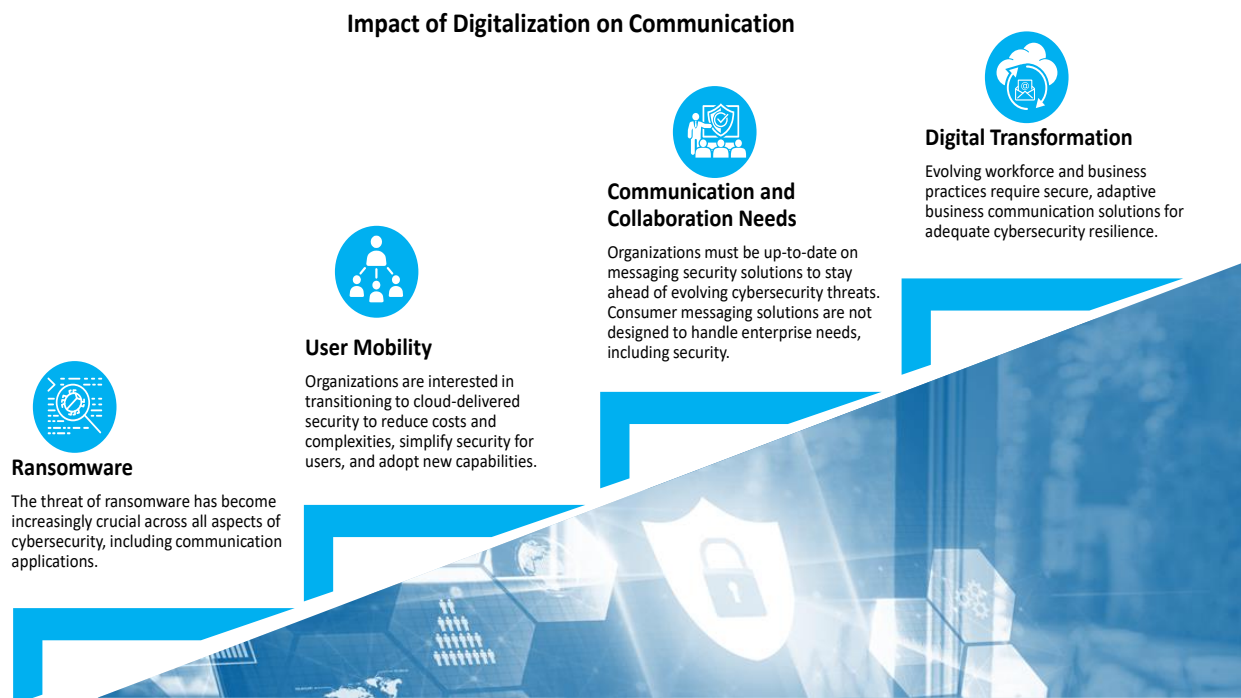 Impact of Digitalization on Communication
Ransomware
The threat of ransomware has become
increasingly crucial across all aspects of
cybersecurity, including communication
applications.
User Mobility
Organizations are interested in
transitioning to cloud-delivered
security to reduce costs and
complexities, simplify security for
users, and adopt new capabilities.
Communication and
Collaboration Needs
Organizations must be up-to-date on
messaging security solutions to stay
ahead of evolving cybersecurity threats.
Consumer messaging solutions are not
designed to handle enterprise needs,
including security.
Digital Transformation
Evolving workforce and business
practices require secure, adaptive
business communication solutions for
adequate cybersecurity resilience.